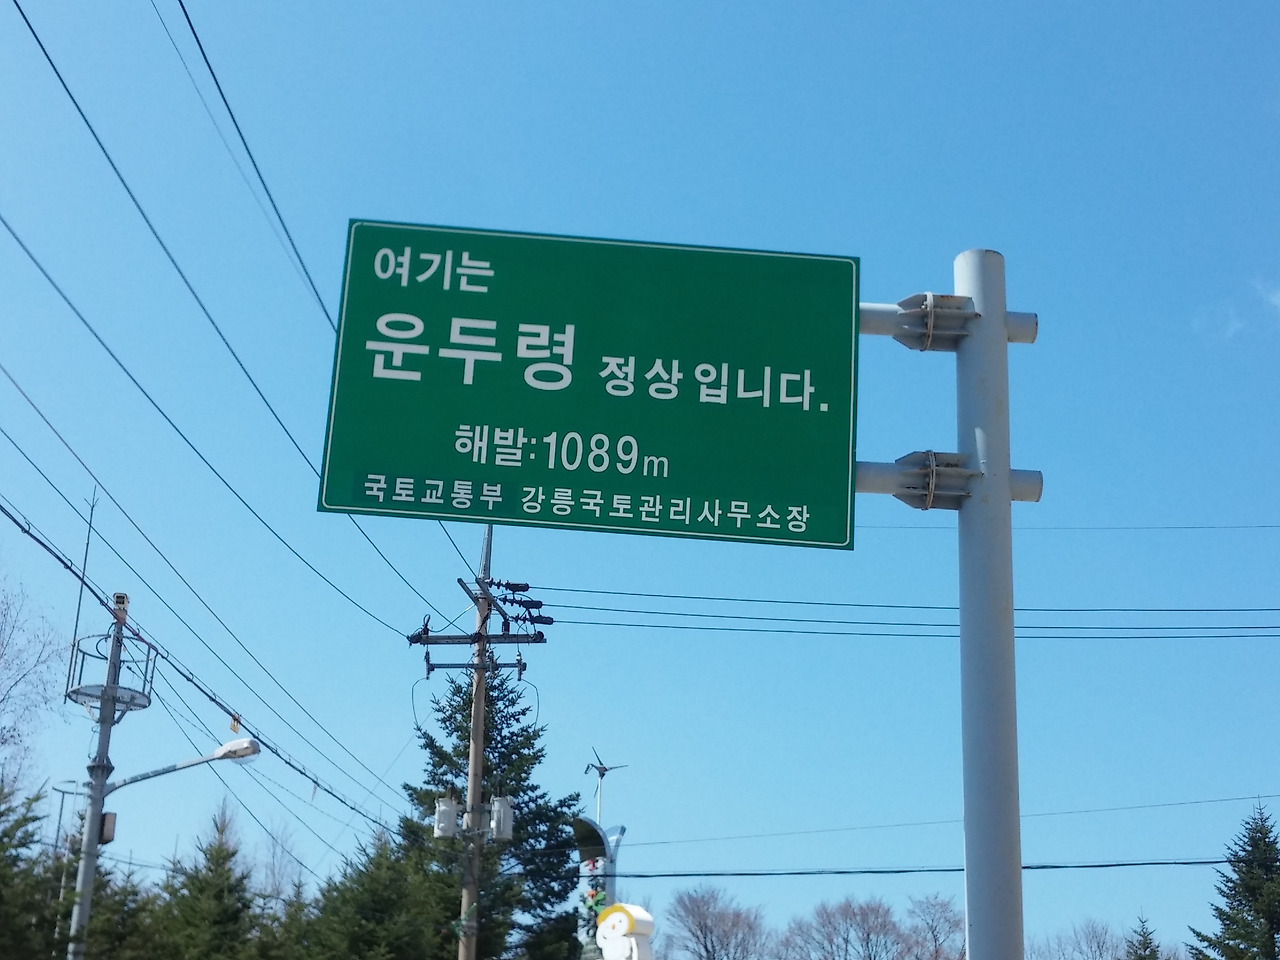 여기는
운두령 정상입니다.
해발:1089m
국토교통부 강릉국토관리사무소장